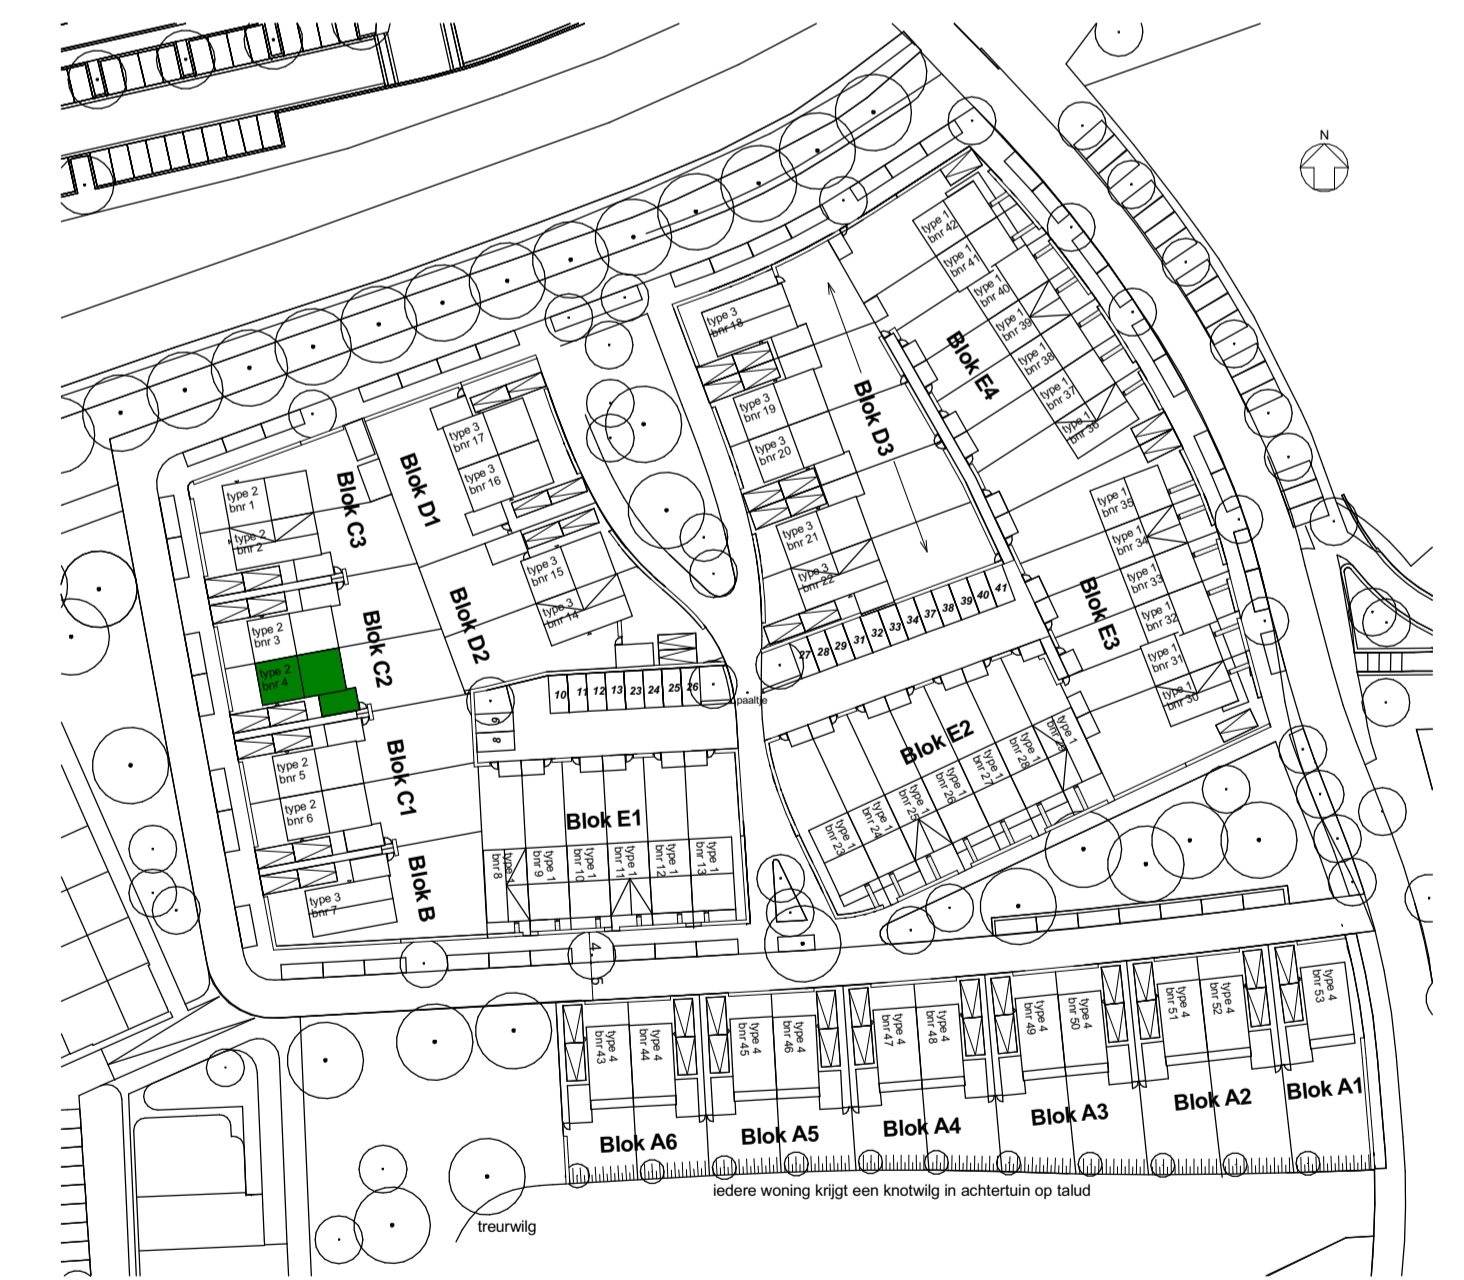 N
type 1
bnr 42
type 1
bnr 41
type 1
bnr 40
type 1
bnr 39
type 1
bnr 38
type 1
bnr 37
type 1
bnr 36
Blok E4
type 3
bnr 18
type 3
bnr 19
type 3
bnr 20
type 3
bnr 21
type 3
bnr 22
Blok D3
type 3
bnr 17
type 3
bnr 16
Blok D1
type 3
bnr 15
type 3
bnr 14
Blok D2
type 2
bnr 1
type 2
bnr 2
Blok C3
type 2
bnr 3
type 2
bnr 4
Blok C2
type 2
bnr 5
type 2
bnr 6
Blok C1
type 3
bnr 7
Blok B
type 1
bnr 35
type 1
bnr 34
type 1
bnr 33
type 1
bnr 32
type 1
bnr 31
type 1
bnr 30
Blok E3
27 28 29 31 32 33 34 37 38 39 40 41
10 11 12 13 23 24 25 26
9
8
paaltje
Blok E2
type 1
bnr 23
type 1
bnr 24
type 1
bnr 25
type 1
bnr 26
type 1
bnr 27
type 1
bnr 28
type 1
bnr 29
Blok E1
type 1
bnr 8
type 1
bnr 9
type 1
bnr 10
type 1
bnr 11
type 1
bnr 12
type 1
bnr 13
4.
5
type 4
bnr 43
type 4
bnr 44
type 4
bnr 45
type 4
bnr 46
type 4
bnr 47
type 4
bnr 48
type 4
bnr 49
type 4
bnr 50
type 4
bnr 51
type 4
bnr 52
type 4
bnr 53
Blok A6
Blok A5
Blok A4
Blok A3
Blok A2
Blok A1
iedere woning krijgt een knotwilg in achtertuin op talud
treurwilg